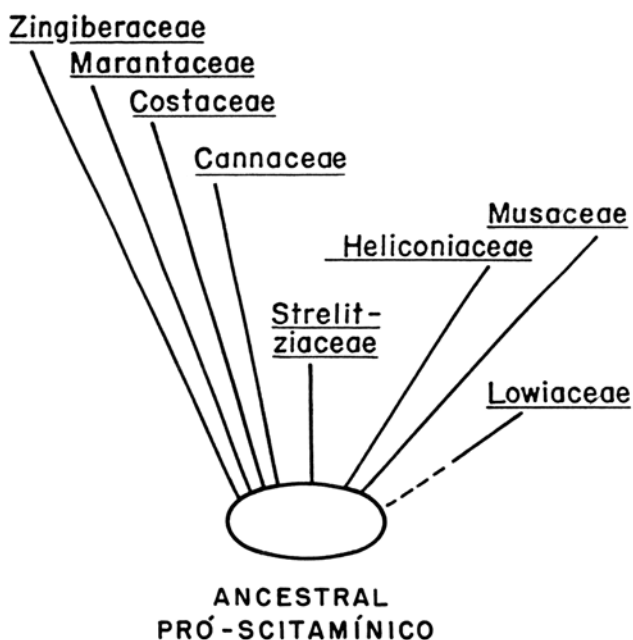 Zingiberaceae
Marantaceae
Costaceae
Cannaceae
Musaceae
Heliconiaceae
Strelit-
ziaceae
Lowiaceae
ANCESTRAL
PRÓ-SCITAMÍNICO